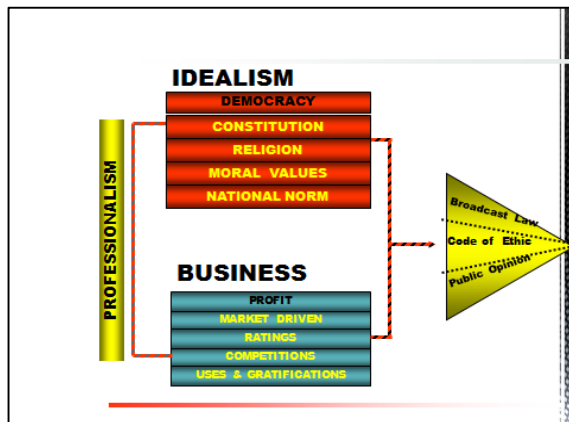 IDEALISM
DEMOCRACY
CONSTITUTION
RELIGION
MORAL VALUES
NATIONAL NORM
PROFESSIONALISM
BUSINESS
PROFIT
MARKET DRIVEN
RATINGS
COMPETITIONS
USES & GRATIFICATIONS
Broadcast Law
Code of Ethic
Public Opinion